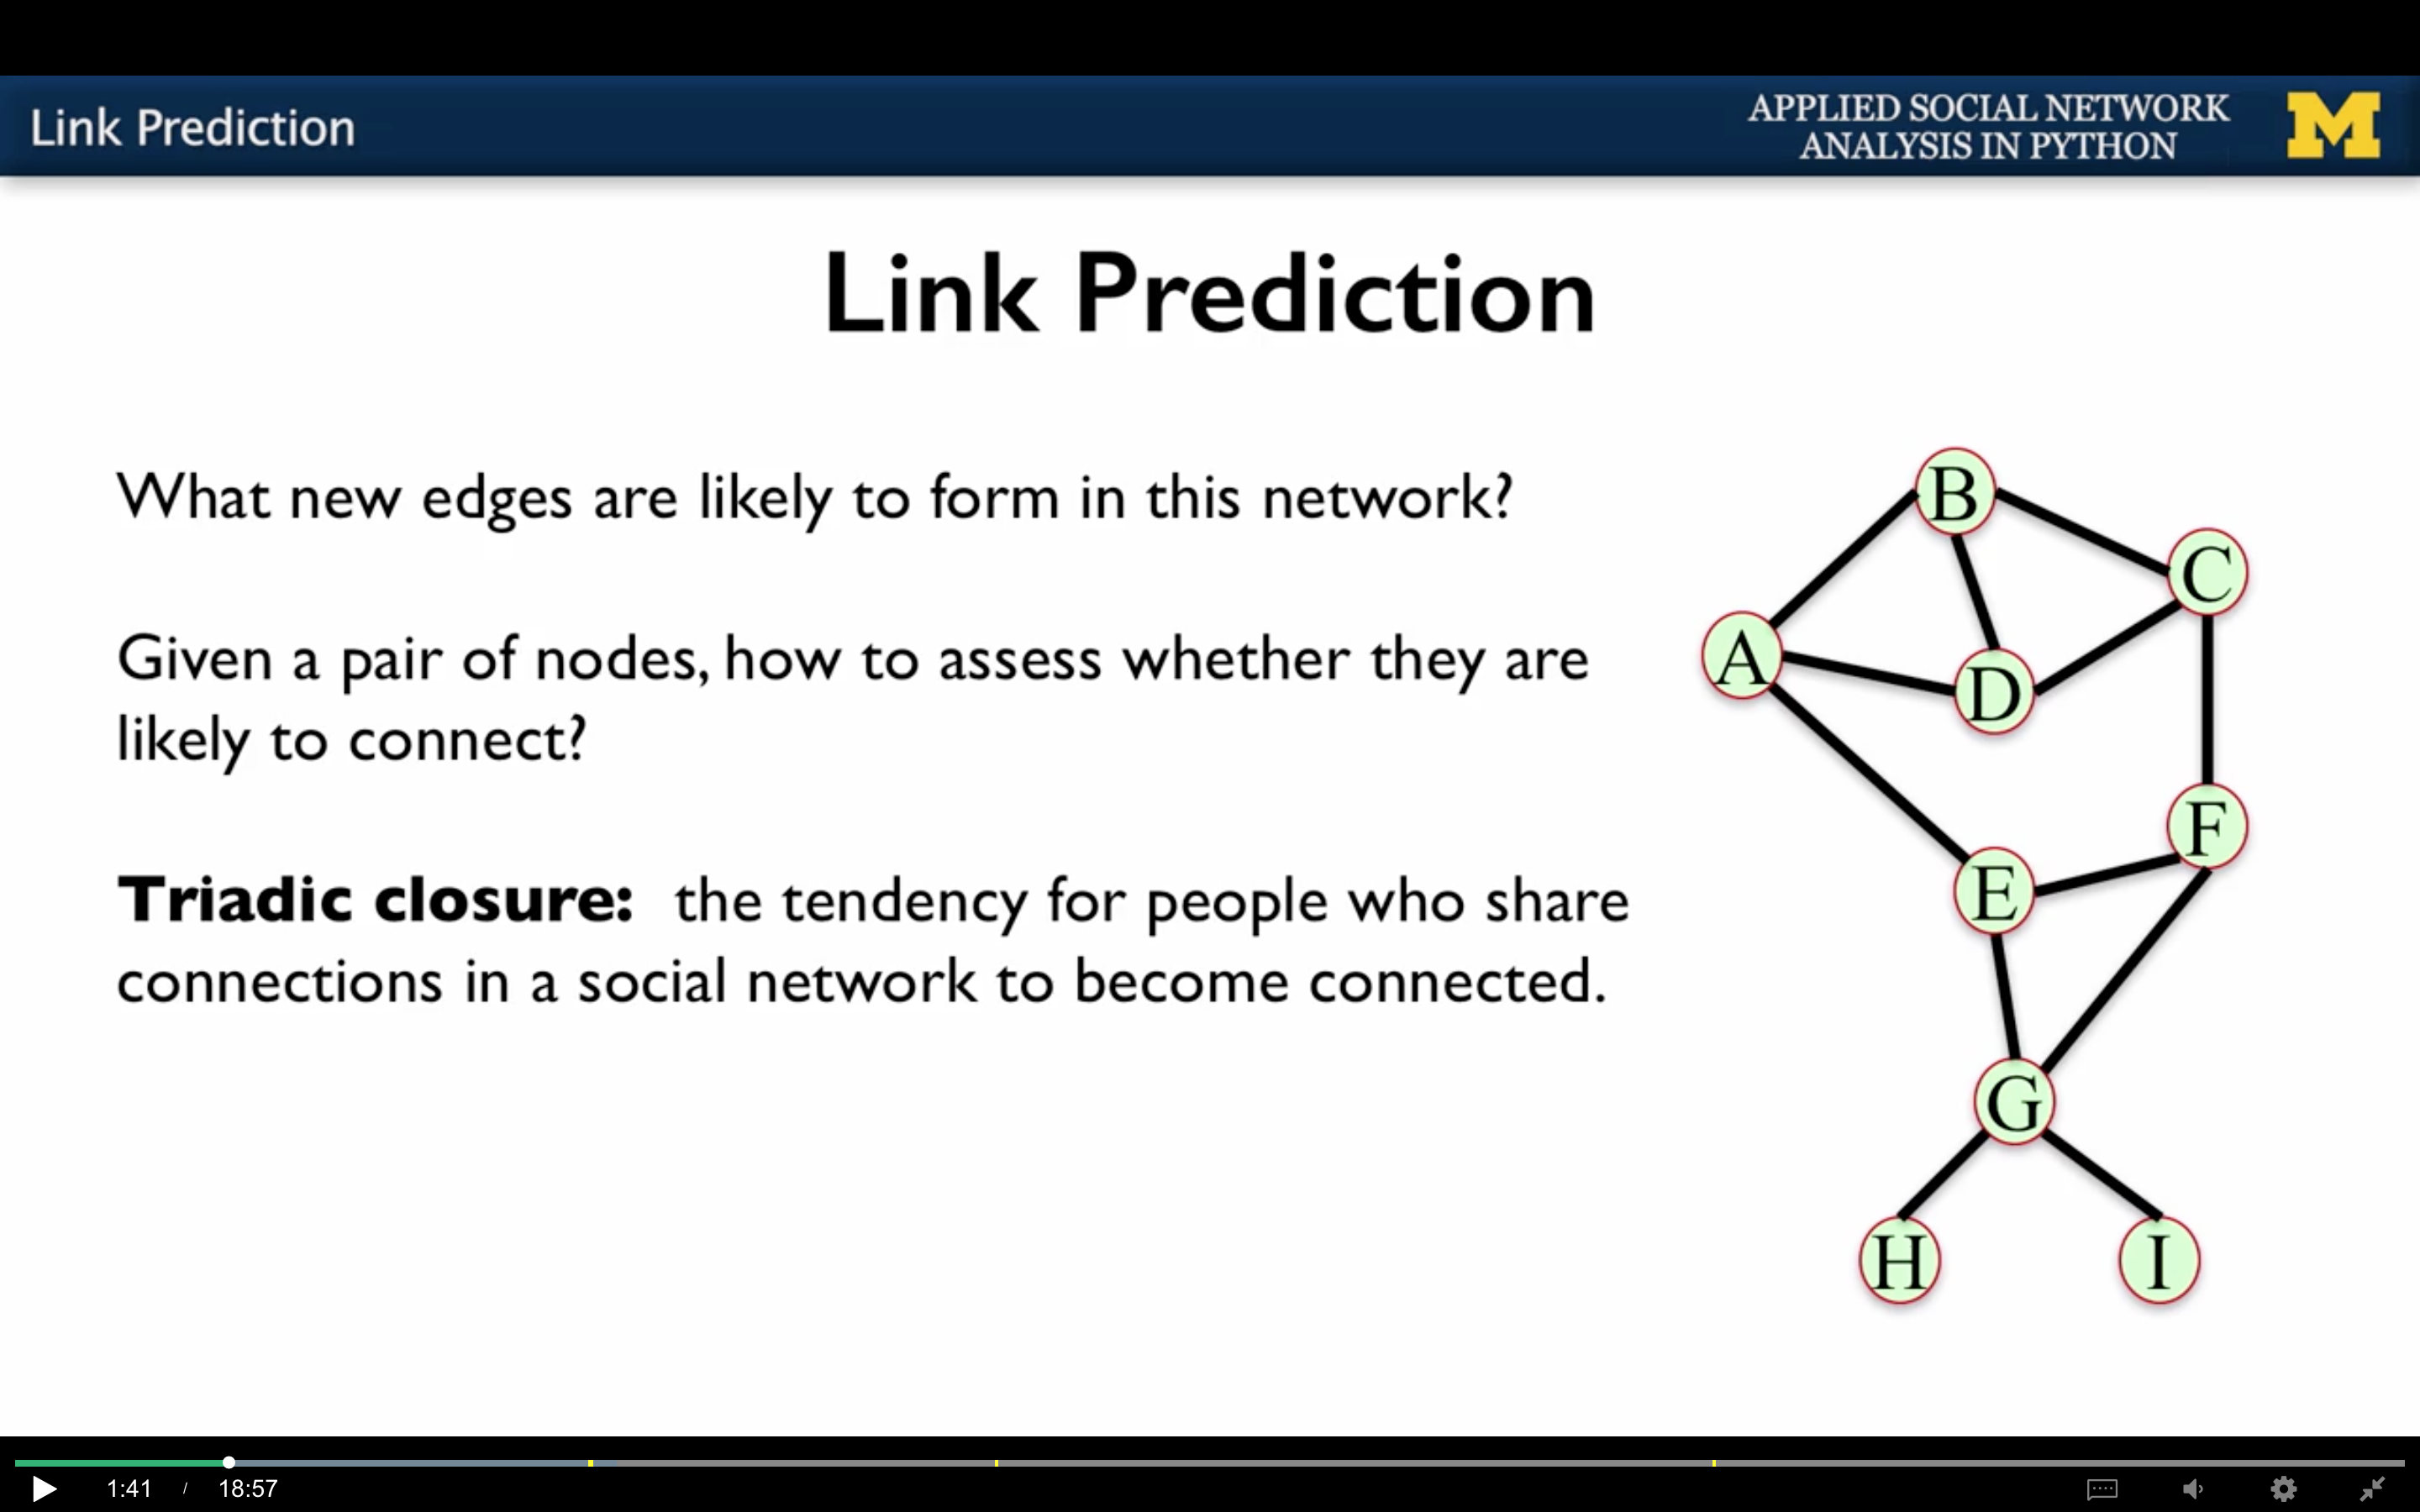 Link Prediction
APPLIED SOCIAL NETWORK
ANALYSIS IN PYTHON
M
Link Prediction
What new edges are likely to form in this network?
Given a pair of nodes, how to assess whether they are
likely to connect?
Triadic closure: the tendency for people who share
connections in a social network to become connected.
B
C
A
D
F
E
G
H
I
1:41 / 18:57